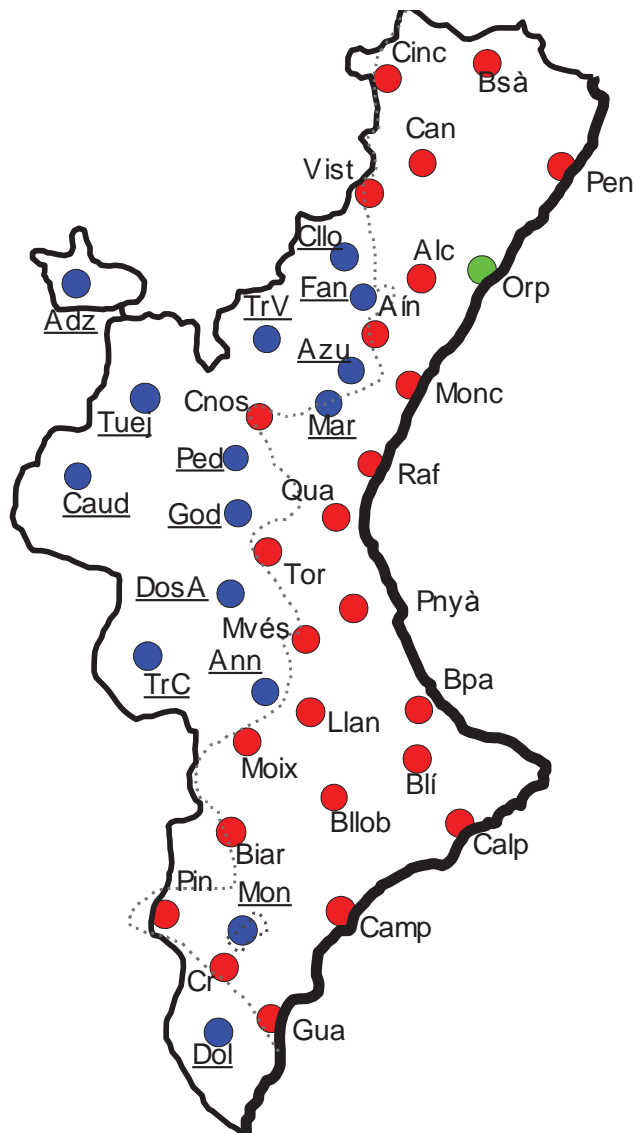 Cinc
Bsà
Can
Vist
Pen
Cllo
Alc
Fan
Orp
Adz
TrV
Aín
Azu
Monc
Cnos
Tuej
Mar
Ped
Raf
Caud
Qua
God
Tor
DosA
Pnyà
Mvés
Ann
TrC
Bpa
Llan
Moix
Blí
Bllob
Calp
Biar
Pin
Mon
Camp
Cr
Gua
Dol